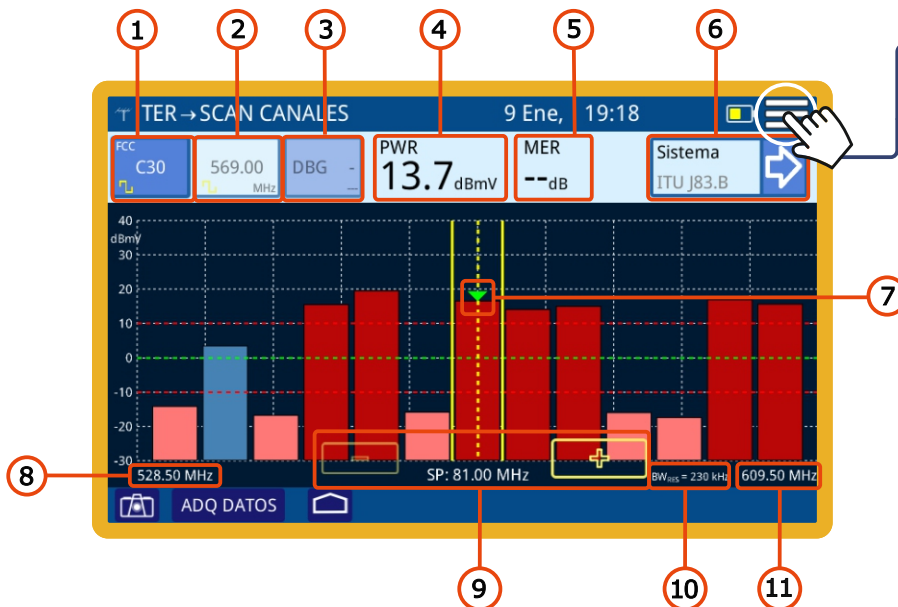 1 2 3 4 5 6
TER→SCAN CANALES 9 Ene, 19:18
FCC
C30
569.00
MHz
DBG -
---
PWR
13.7 dBmV
MER
-- dB
Sistema
ITU J83.B
40
dBmV
30
20
7
10
0
-10
-20
-30
8
528.50 MHz
SP: 81.00 MHz
BWRES = 230 kHz
609.50 MHz
ADQ DATOS
9 10 11